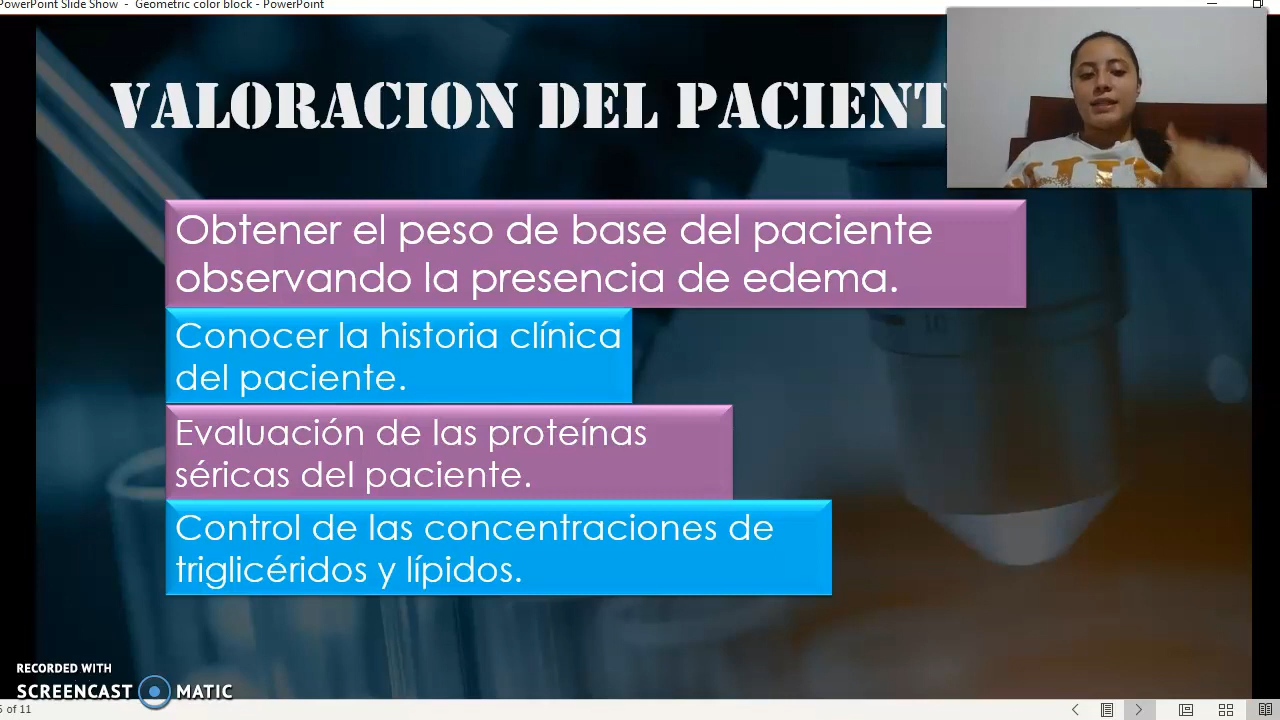 PowerPoint Slide Show - Geometric color block - PowerPoint
VALORACION DEL PACIENT
Obtener el peso de base del paciente
observando la presencia de edema.
Conocer la historia clínica
del paciente.
Evaluación de las proteínas
séricas del paciente.
Control de las concentraciones de
triglicéridos y lípidos.
RECORDED WITH
SCREENCAST MATIC
of 11